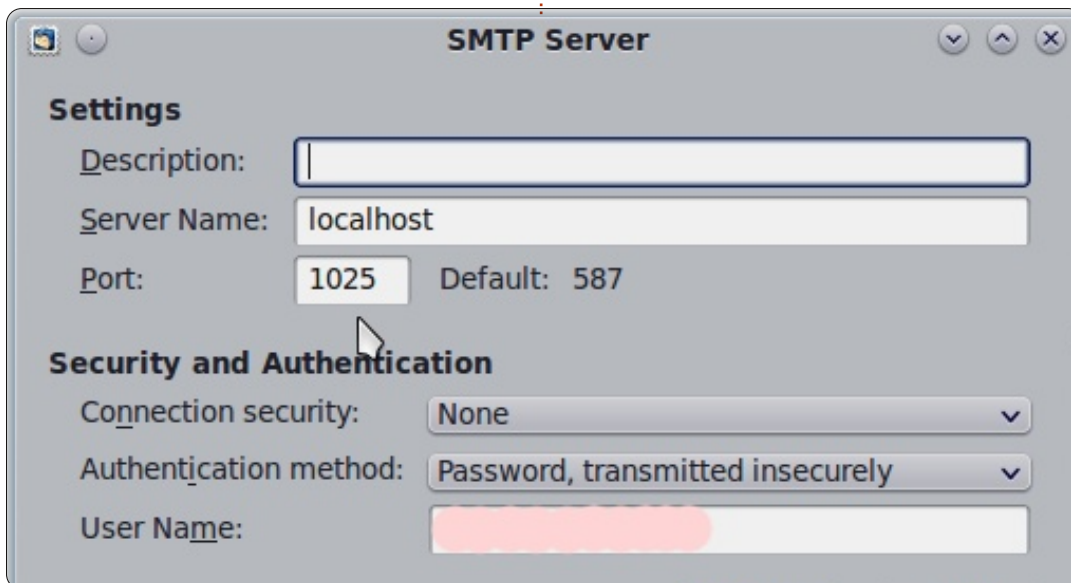 SMTP Server
Settings
Description:
Server Name: localhost
Port: 1025 Default: 587
Security and Authentication
Connection security: None
Authentication method: Password, transmitted insecurely
User Name: